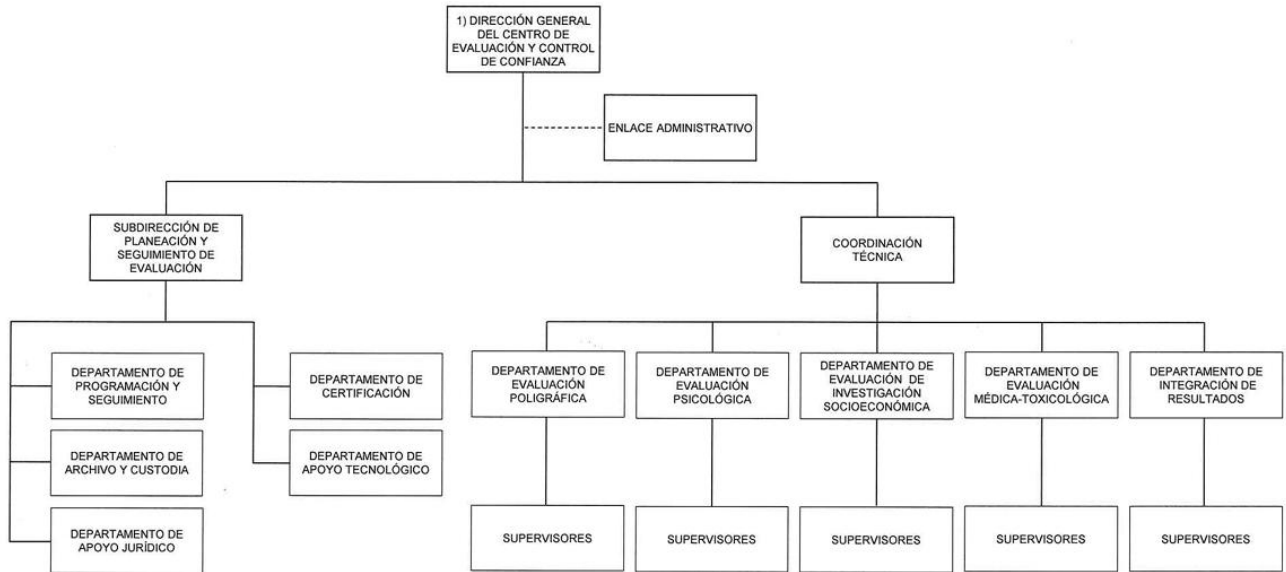 1) DIRECCIÓN GENERAL
DEL CENTRO DE
EVALUACIÓN Y CONTROL
DE CONFIANZA
ENLACE ADMINISTRATIVO
SUBDIRECCIÓN DE
PLANEACIÓN Y
SEGUIMIENTO DE
EVALUACIÓN
COORDINACIÓN
TÉCNICA
DEPARTAMENTO DE
PROGRAMACIÓN Y
SEGUIMIENTO
DEPARTAMENTO DE
CERTIFICACIÓN
DEPARTAMENTO DE
EVALUACIÓN
POLIGRÁFICA
DEPARTAMENTO DE
EVALUACIÓN
PSICOLÓGICA
DEPARTAMENTO DE
EVALUACIÓN DE
INVESTIGACIÓN
SOCIOECONÓMICA
DEPARTAMENTO DE
EVALUACIÓN
MÉDICA-TOXICOLÓGICA
DEPARTAMENTO DE
INTEGRACIÓN DE
RESULTADOS
DEPARTAMENTO DE
ARCHIVO Y CUSTODIA
DEPARTAMENTO DE
APOYO TECNOLÓGICO
DEPARTAMENTO DE
APOYO JURÍDICO
SUPERVISORES
SUPERVISORES
SUPERVISORES
SUPERVISORES
SUPERVISORES